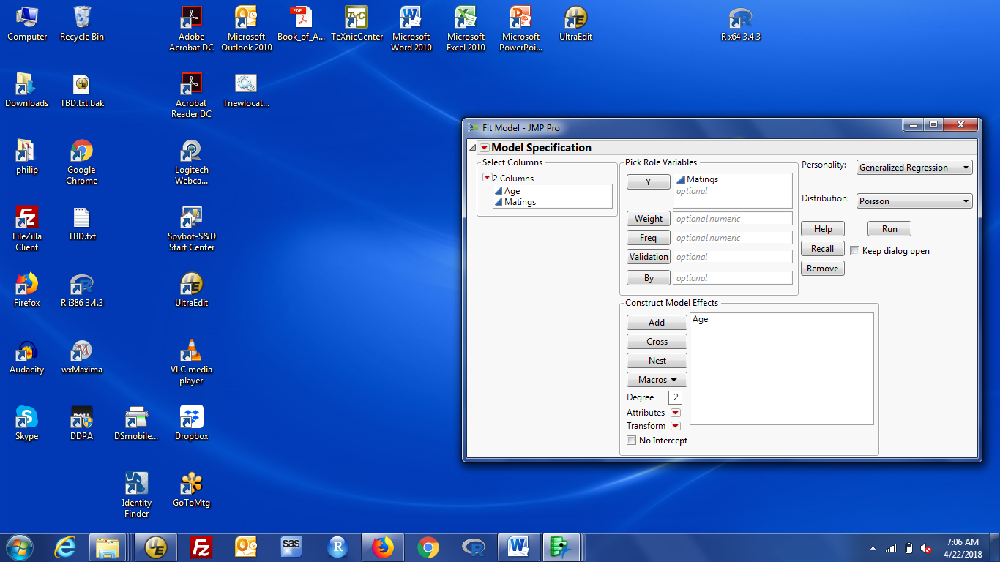 Computer
Recycle Bin
Adobe
Acrobat DC
Microsoft
Outlook 2010
PDF
Book_of_A...
TeXnicCenter
Microsoft
Word 2010
Microsoft
Excel 2010
Microsoft
PowerPoi...
UltraEdit
R x64 3.4.3
Downloads
TBD.txt.bak
Acrobat
Reader DC
Tnewlocat...
philip
Google
Chrome
Logitech
Webca...
FileZilla
Client
TBD.txt
Spybot-S&D
Start Center
Firefox
R i386 3.4.3
UltraEdit
Audacity
wxMaxima
VLC media
player
Skype
DDPA
DSmobile...
Dropbox
Identity
Finder
GoToMtg
Fit Model - JMP Pro
Model Specification
Select Columns
2 Columns
Age
Matings
Pick Role Variables
Y
Matings
optional
Weight
optional numeric
Freq
optional numeric
Validation
optional
By
optional
Personality:
Generalized Regression
Distribution:
Poisson
Help
Run
Recall
Keep dialog open
Remove
Construct Model Effects
Add
Age
Cross
Nest
Macros
Degree
2
Attributes
Transform
No Intercept
sas
7:06 AM
4/22/2018